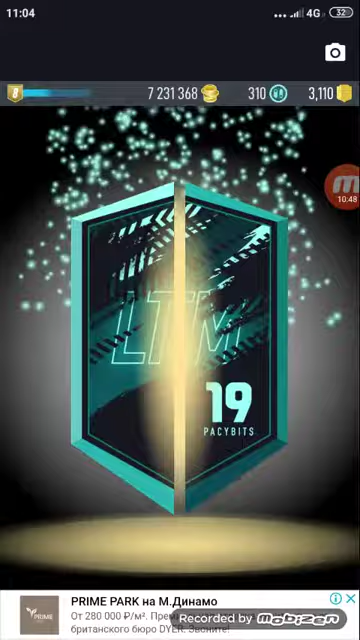 11:04
4G
32
8
7 231 368
310
3,110
10:48
LTM
19
PACYBITS
PRIME PARK на М.Динамо
От 280 000 ₽/м². Преми
британского бюро DYER. Звоните!
PRIME
Recorded by Mobizen